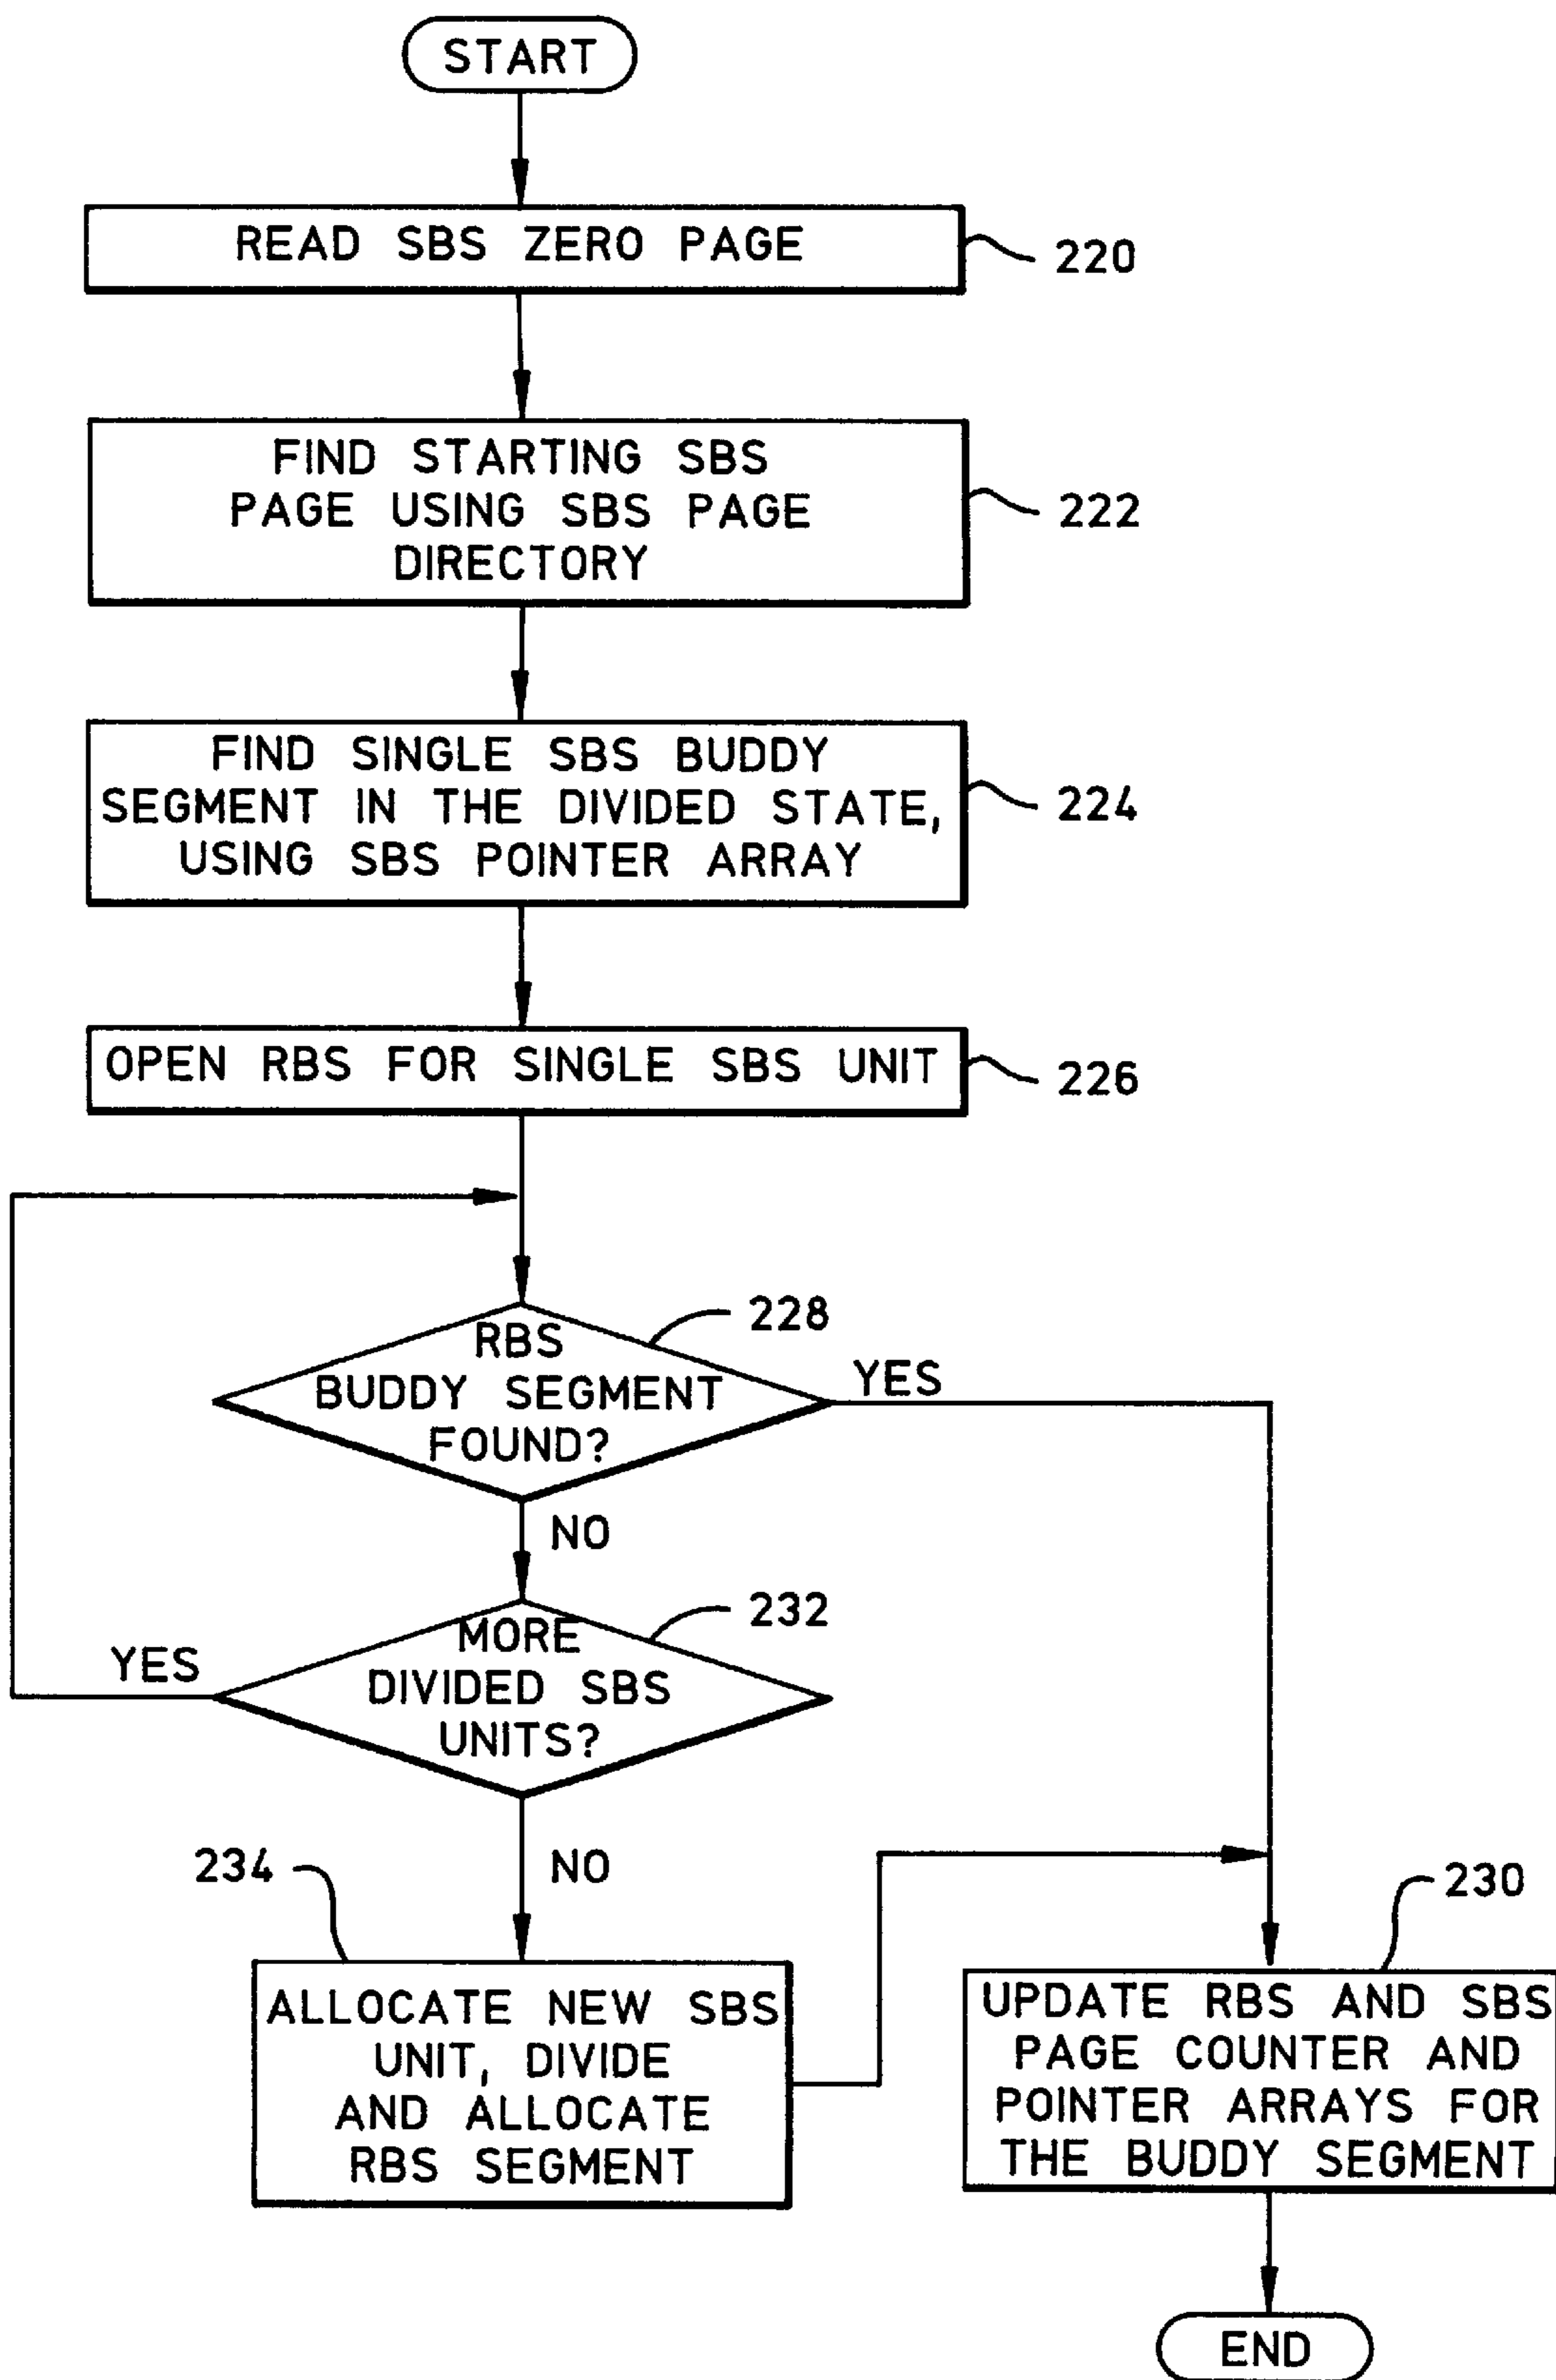 START
READ SBS ZERO PAGE
220
FIND STARTING SBS
PAGE USING SBS PAGE
DIRECTORY
222
FIND SINGLE SBS BUDDY
SEGMENT IN THE DIVIDED STATE,
USING SBS POINTER ARRAY
224
OPEN RBS FOR SINGLE SBS UNIT
226
228
RBS
BUDDY SEGMENT
FOUND?
YES
NO
232
MORE
DIVIDED SBS
UNITS?
YES
NO
234
ALLOCATE NEW SBS
UNIT, DIVIDE
AND ALLOCATE
RBS SEGMENT
230
UPDATE RBS AND SBS
PAGE COUNTER AND
POINTER ARRAYS FOR
THE BUDDY SEGMENT
END